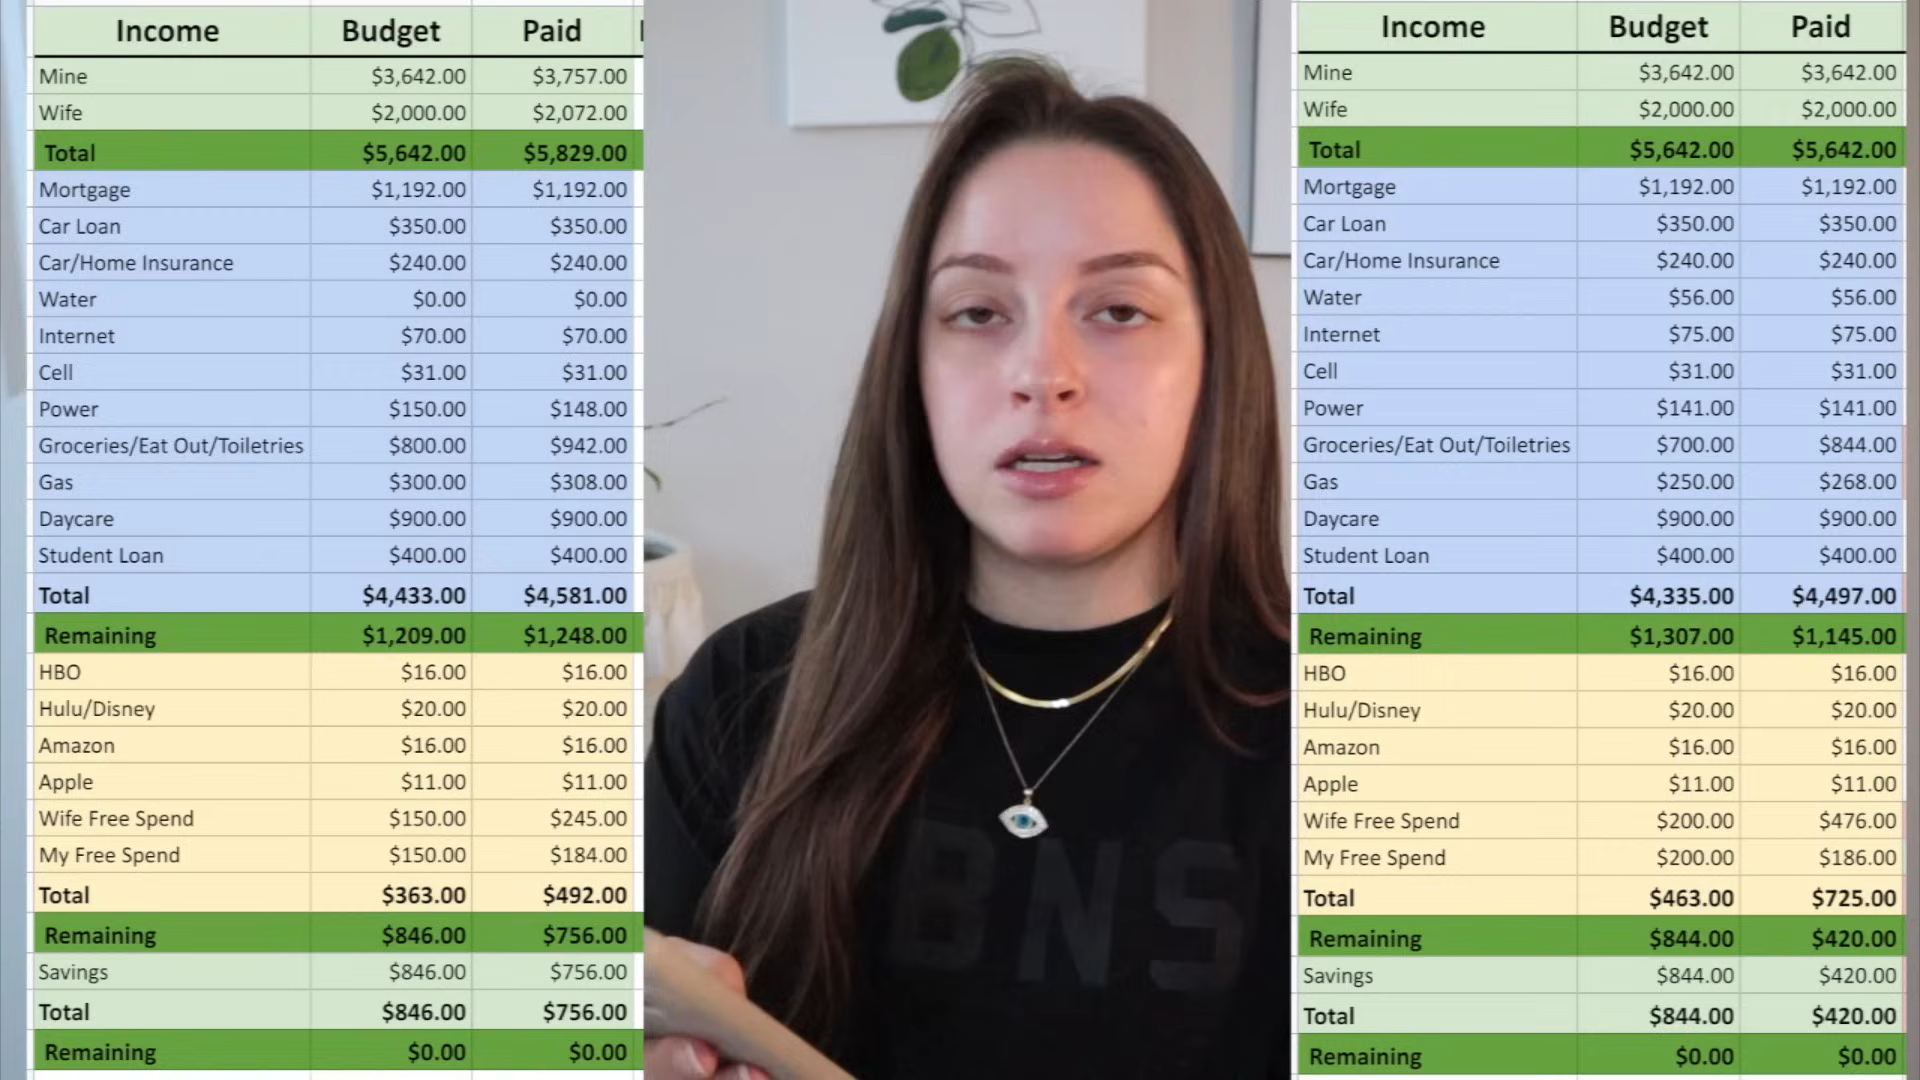 Income Budget Paid
Mine $3,642.00 $3,757.00
Wife $2,000.00 $2,072.00
Total $5,642.00 $5,829.00
Mortgage $1,192.00 $1,192.00
Car Loan $350.00 $350.00
Car/Home Insurance $240.00 $240.00
Water $0.00 $0.00
Internet $70.00 $70.00
Cell $31.00 $31.00
Power $150.00 $148.00
Groceries/Eat Out/Toiletries $800.00 $942.00
Gas $300.00 $308.00
Daycare $900.00 $900.00
Student Loan $400.00 $400.00
Total $4,433.00 $4,581.00
Remaining $1,209.00 $1,248.00
HBO $16.00 $16.00
Hulu/Disney $20.00 $20.00
Amazon $16.00 $16.00
Apple $11.00 $11.00
Wife Free Spend $150.00 $245.00
My Free Spend $150.00 $184.00
Total $363.00 $492.00
Remaining $846.00 $756.00
Savings $846.00 $756.00
Total $846.00 $756.00
Remaining $0.00 $0.00
BNS
Income Budget Paid
Mine $3,642.00 $3,642.00
Wife $2,000.00 $2,000.00
Total $5,642.00 $5,642.00
Mortgage $1,192.00 $1,192.00
Car Loan $350.00 $350.00
Car/Home Insurance $240.00 $240.00
Water $56.00 $56.00
Internet $75.00 $75.00
Cell $31.00 $31.00
Power $141.00 $141.00
Groceries/Eat Out/Toiletries $700.00 $844.00
Gas $250.00 $268.00
Daycare $900.00 $900.00
Student Loan $400.00 $400.00
Total $4,335.00 $4,497.00
Remaining $1,307.00 $1,145.00
HBO $16.00 $16.00
Hulu/Disney $20.00 $20.00
Amazon $16.00 $16.00
Apple $11.00 $11.00
Wife Free Spend $200.00 $476.00
My Free Spend $200.00 $186.00
Total $463.00 $725.00
Remaining $844.00 $420.00
Savings $844.00 $420.00
Total $844.00 $420.00
Remaining $0.00 $0.00